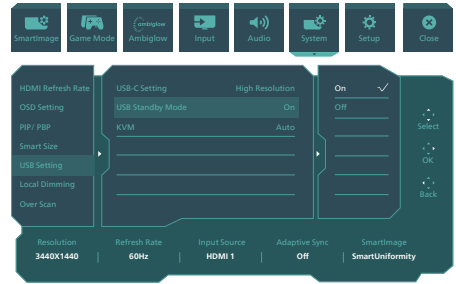 SmartImage
Game Mode
ambiglow
Ambiglow
Input
Audio
System
Setup
Close
HDMI Refresh Rate
OSD Setting
PIP/ PBP
Smart Size
USB Setting
Local Dimming
Over Scan
USB-C Setting High Resolution
USB Standby Mode On
KVM Auto
On
Off
Select
OK
Back
Resolution Refresh Rate Input Source Adaptive Sync SmartImage
3440X1440 60Hz HDMI 1 Off SmartUniformity